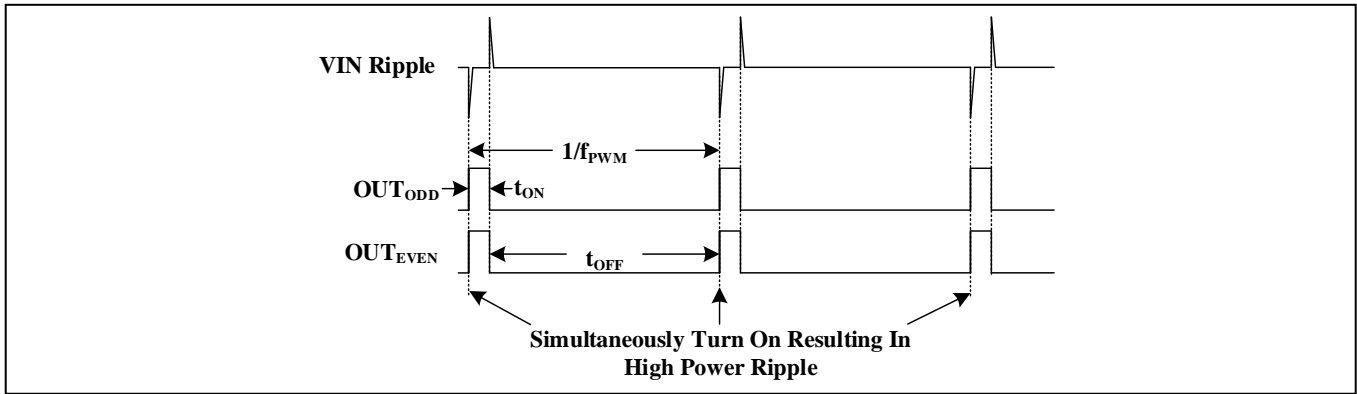 VIN Ripple
1/fPWM
OUTODD
tON
OUTEVEN
tOFF
Simultaneously Turn On Resulting In
High Power Ripple